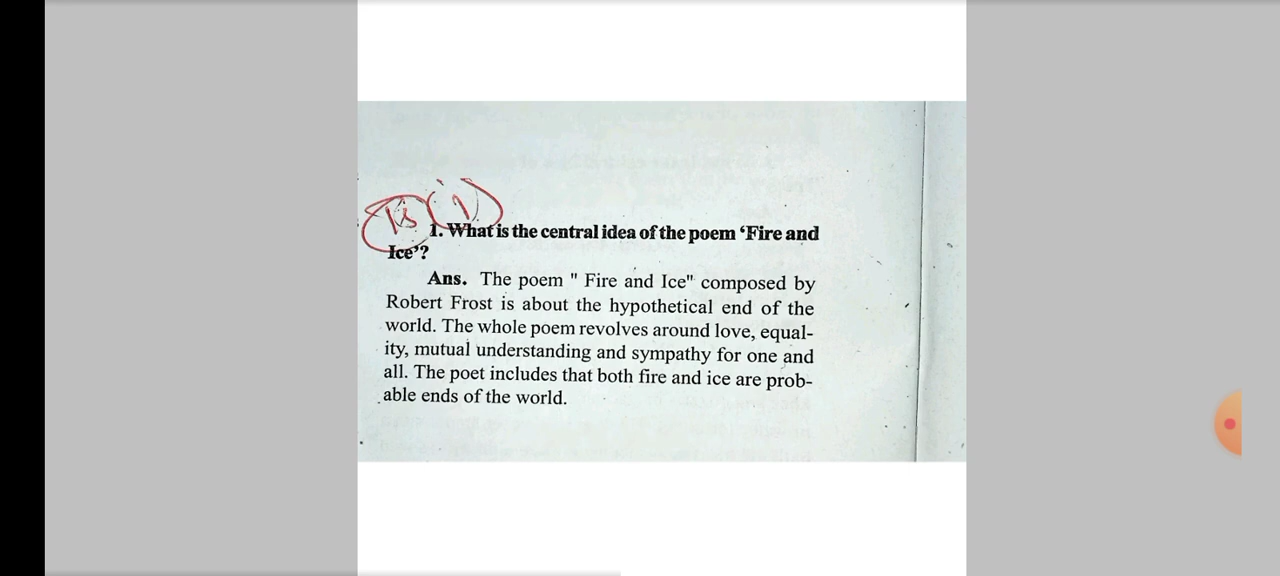 1. What is the central idea of the poem ‘Fire and
Ice’?
Ans. The poem " Fire and Ice" composed by
Robert Frost is about the hypothetical end of the
world. The whole poem revolves around love, equal-
ity, mutual understanding and sympathy for one and
all. The poet includes that both fire and ice are prob-
able ends of the world.